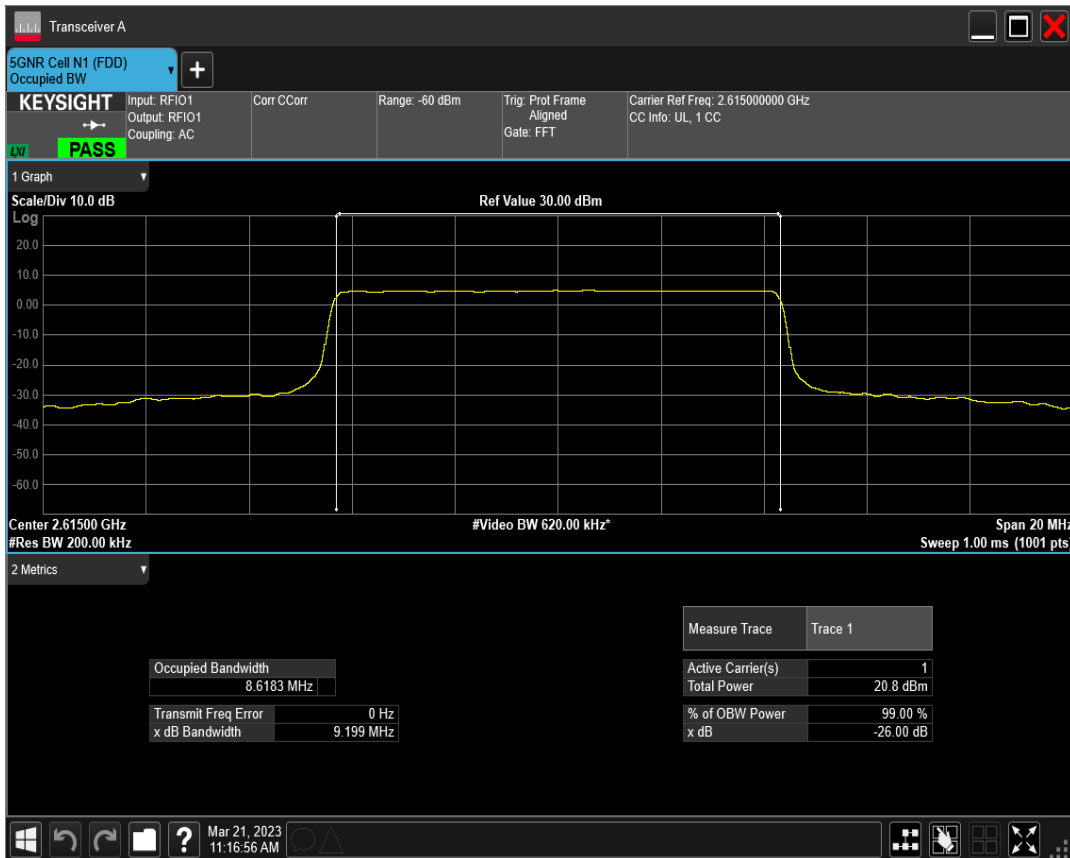 Transceiver A
5GNR Cell N1 (FDD)
Occupied BW
+
KEYSIGHT
LXI
PASS
Input: RFIO1
Output: RFIO1
Coupling: AC
Corr CCorr
Range: -60 dBm
Trig: Prot Frame
Aligned
Gate: FFT
Carrier Ref Freq: 2.615000000 GHz
CC Info: UL, 1 CC
1 Graph
Scale/Div 10.0 dB
Ref Value 30.00 dBm
Log
20.0
10.0
0.00
-10.0
-20.0
-30.0
-40.0
-50.0
-60.0
Center 2.61500 GHz
#Video BW 620.00 kHz*
Span 20 MHz
#Res BW 200.00 kHz
Sweep 1.00 ms (1001 pts)
2 Metrics
Measure Trace
Trace 1
Occupied Bandwidth
8.6183 MHz
Active Carrier(s)
1
Total Power
20.8 dBm
Transmit Freq Error
0 Hz
x dB Bandwidth
9.199 MHz
% of OBW Power
99.00 %
x dB
-26.00 dB
?
Mar 21, 2023
11:16:56 AM